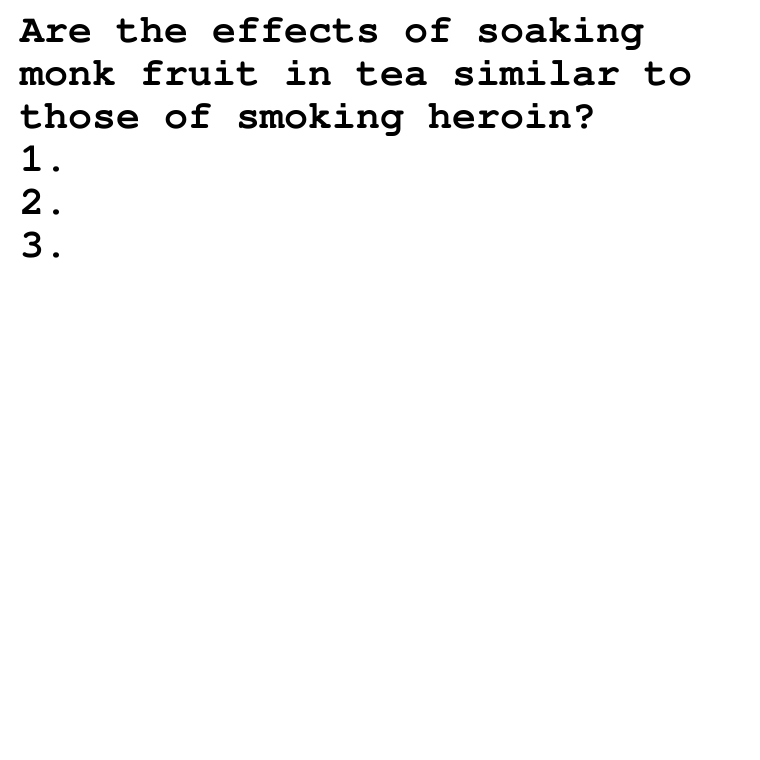 Are the effects of soaking
monk fruit in tea similar to
those of smoking heroin?
1.
2.
3.